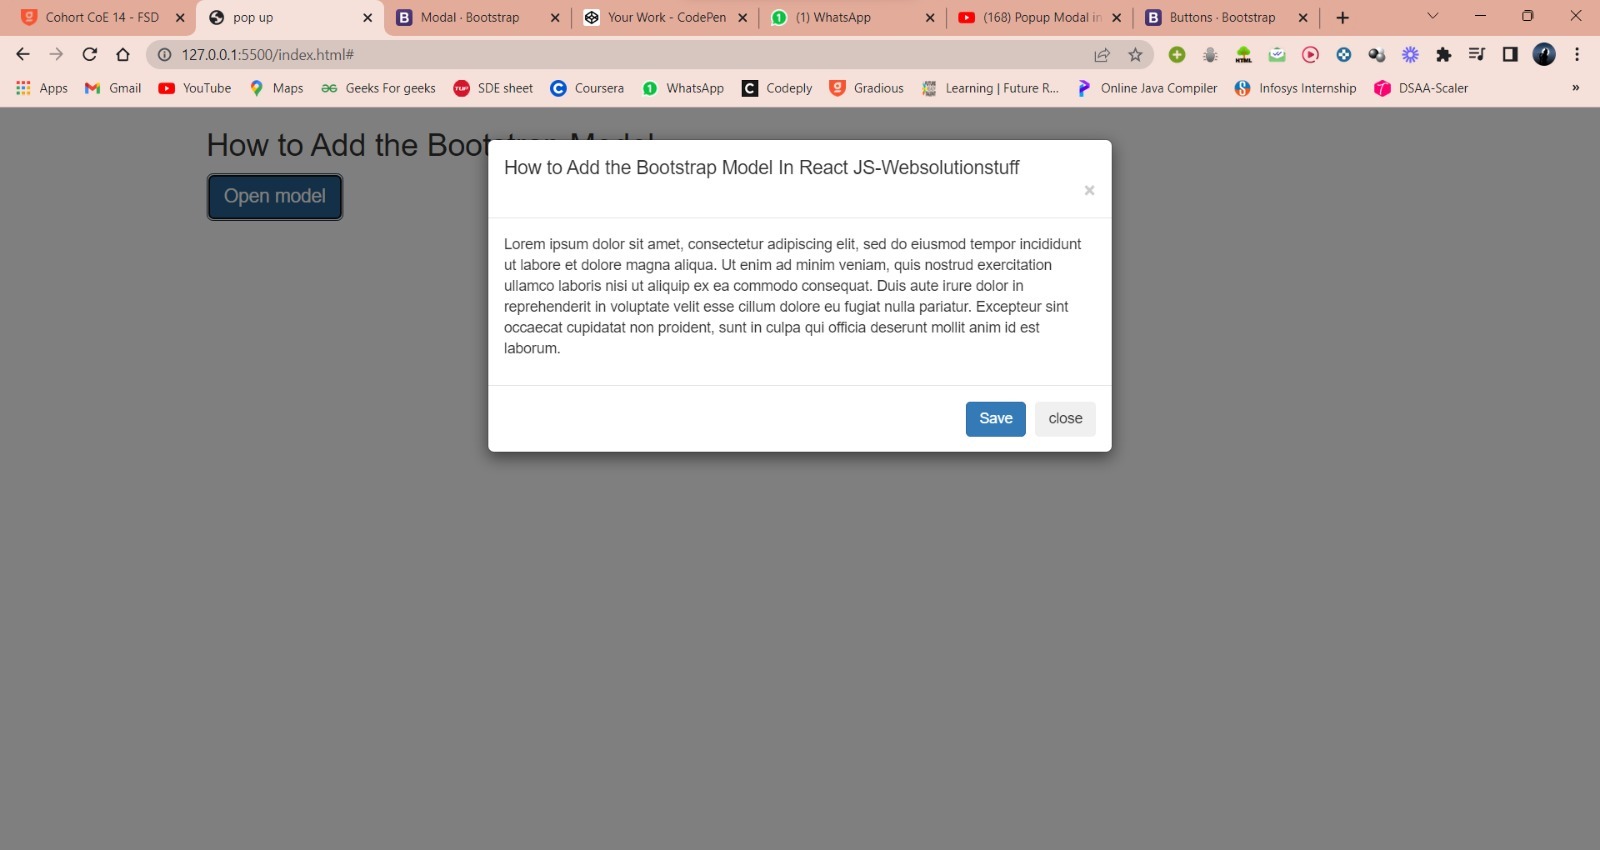 Cohort CoE 14 - FSD
pop up
Modal · Bootstrap
Your Work - CodePen
(1) WhatsApp
(168) Popup Modal in
Buttons · Bootstrap
127.0.0.1:5500/index.html#
Apps
Gmail
YouTube
Maps
Geeks For geeks
SDE sheet
Coursera
WhatsApp
Codeply
Gradious
Learning | Future R...
Online Java Compiler
Infosys Internship
DSAA-Scaler
»
How to Add the Bootstrap Model
Open model
How to Add the Bootstrap Model In React JS-Websolutionstuff
×
Lorem ipsum dolor sit amet, consectetur adipiscing elit, sed do eiusmod tempor incididunt
ut labore et dolore magna aliqua. Ut enim ad minim veniam, quis nostrud exercitation
ullamco laboris nisi ut aliquip ex ea commodo consequat. Duis aute irure dolor in
reprehenderit in voluptate velit esse cillum dolore eu fugiat nulla pariatur. Excepteur sint
occaecat cupidatat non proident, sunt in culpa qui officia deserunt mollit anim id est
laborum.
Save
close